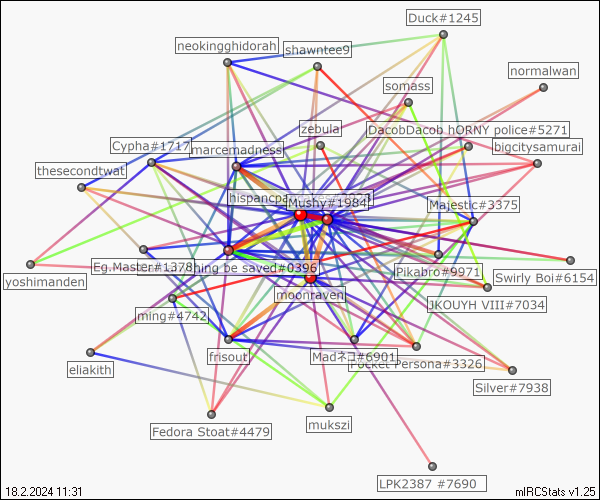 Duck#1245
neokingghidorah
shawntee9
normalwan
somass
zebula
DacobDacob hORNY police#5271
Cypha#1717
marcemadness
bigcitysamurai
thesecondtwat
Mushy#1984
Majestic#3375
Eg.Master#1378
hing be saved#0396
Pikabro#9971
Swirly Boi#6154
yoshimanden
moonraven
JKOUYH VIII#7034
ming#4742
frisout
Madネコ#6901
Pocket Persona#3326
eliakith
Silver#7938
Fedora Stoat#4479
mukszi
LPK2387 #7690
18.2.2024 11:31
mIRCStats v1.25